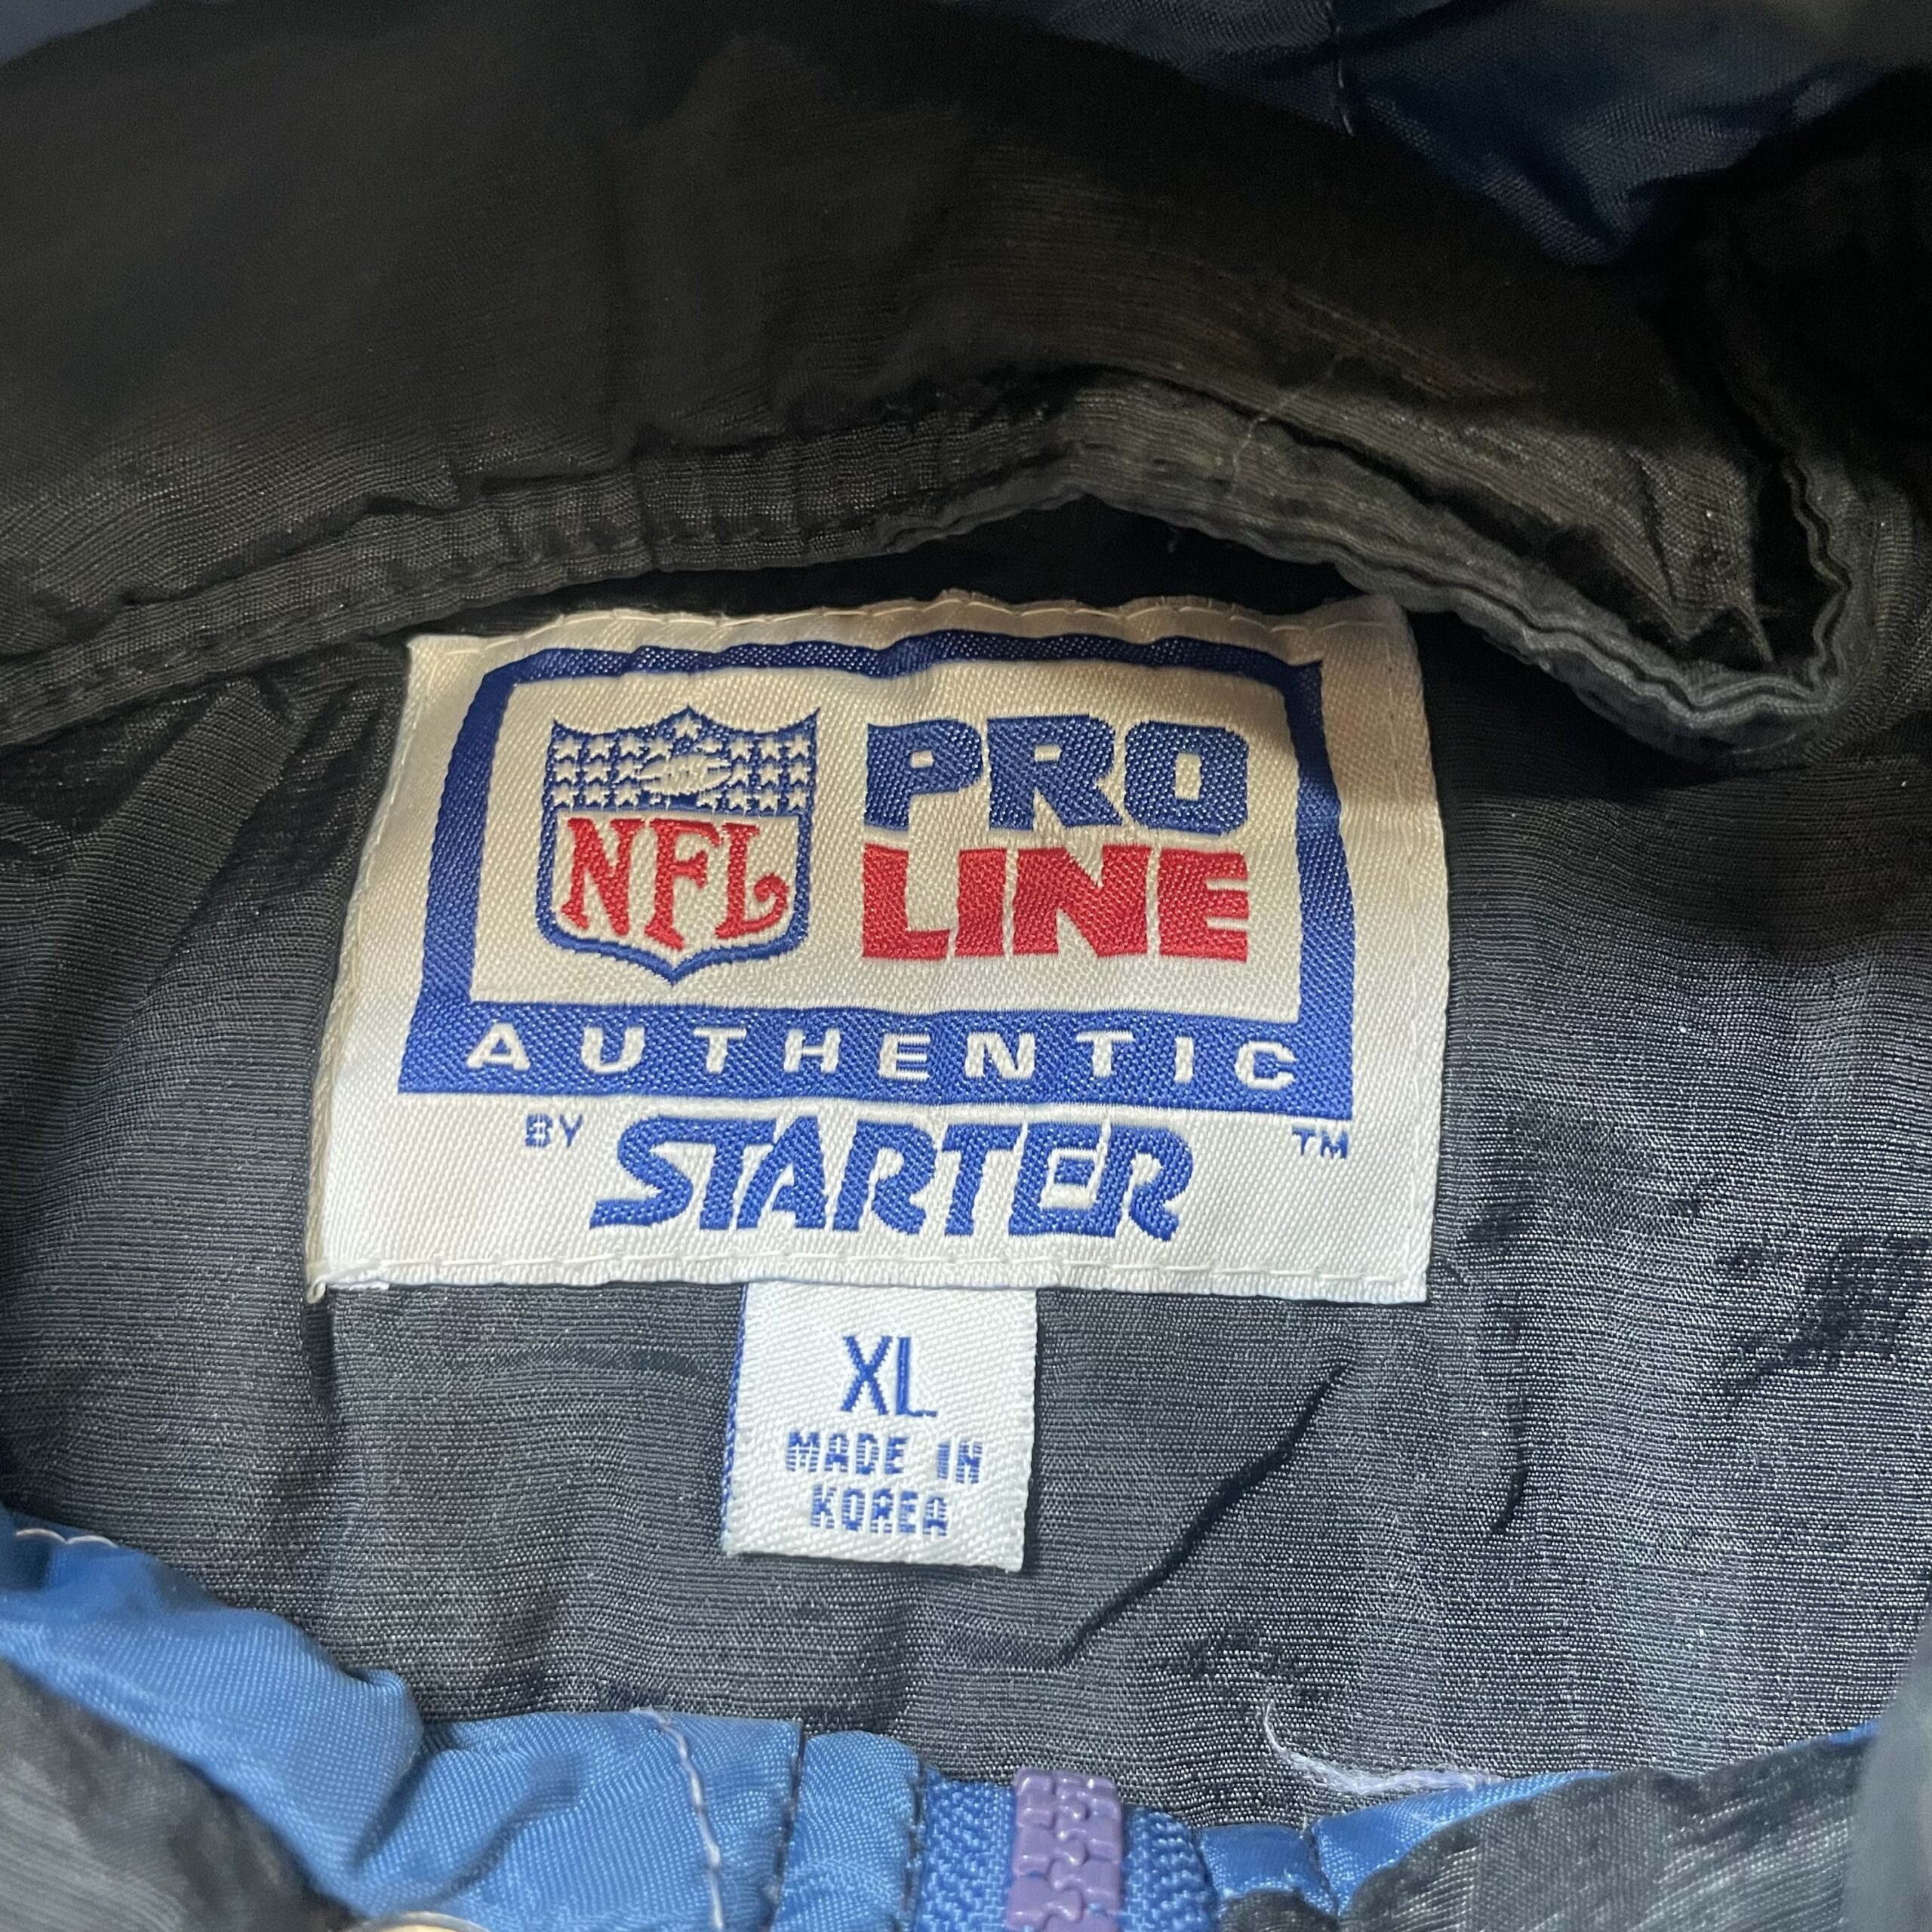 NFL
PRO
LINE
AUTHENTIC
BY STARTER TM
XL
MADE IN
KOREA